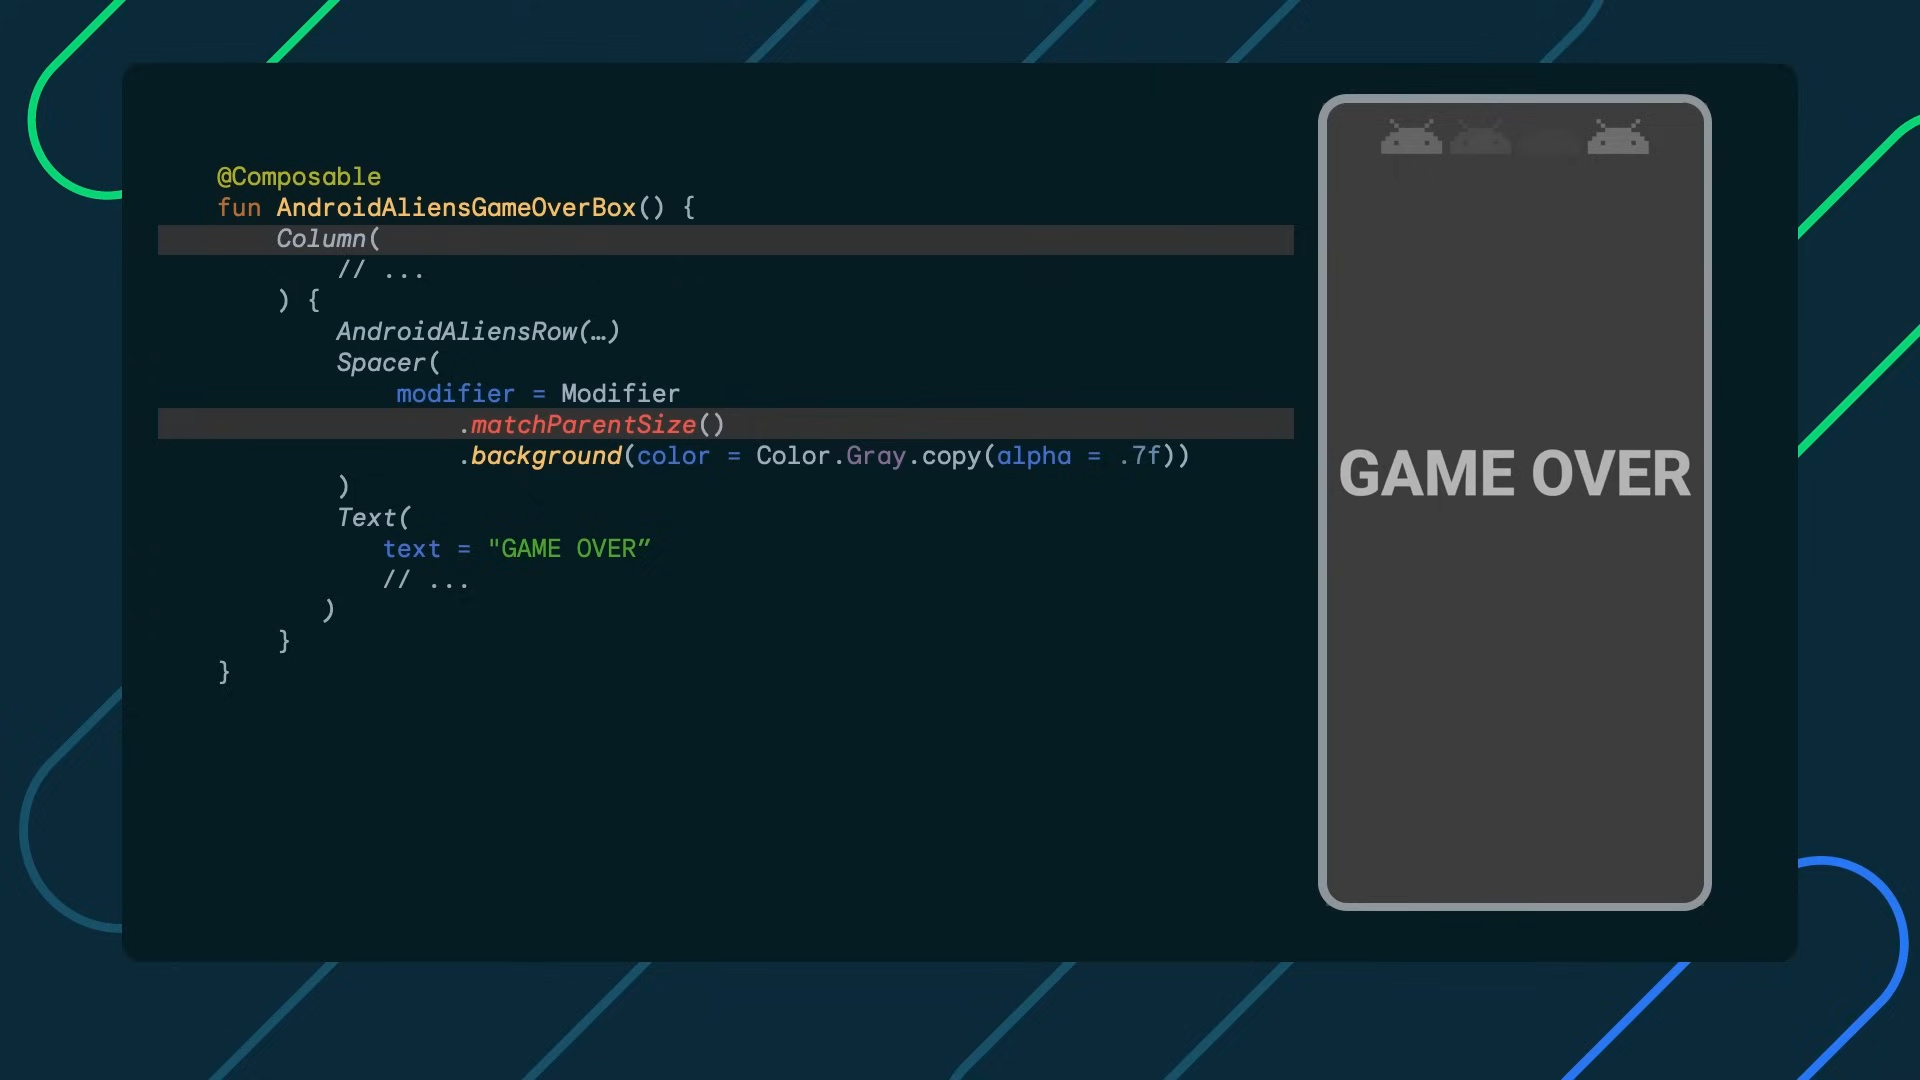 @Composable
fun AndroidAliensGameOverBox() {
Column(
// ...
) {
AndroidAliensRow(…)
Spacer(
modifier = Modifier
.matchParentSize()
.background(color = Color.Gray.copy(alpha = .7f))
)
Text(
text = "GAME OVER”
// ...
)
}
}
GAME OVER